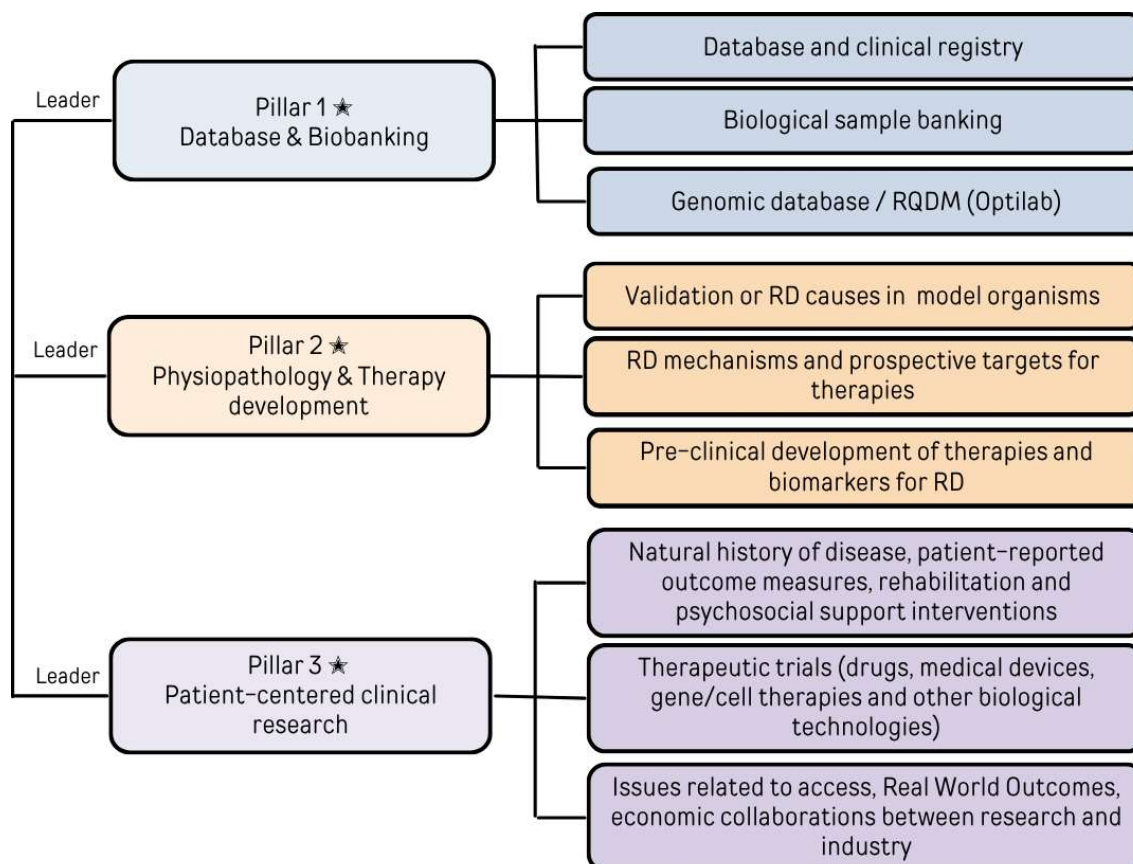 Leader
Pillar 1 ★
Database & Biobanking
Database and clinical registry
Biological sample banking
Genomic database / RQDM (Optilab)
Leader
Pillar 2 ★
Physiopathology & Therapy
development
Validation or RD causes in model organisms
RD mechanisms and prospective targets for
therapies
Pre-clinical development of therapies and
biomarkers for RD
Leader
Pillar 3 ★
Patient-centered clinical
research
Natural history of disease, patient-reported
outcome measures, rehabilitation and
psychosocial support interventions
Therapeutic trials (drugs, medical devices,
gene/cell therapies and other biological
technologies)
Issues related to access, Real World Outcomes,
economic collaborations between research and
industry